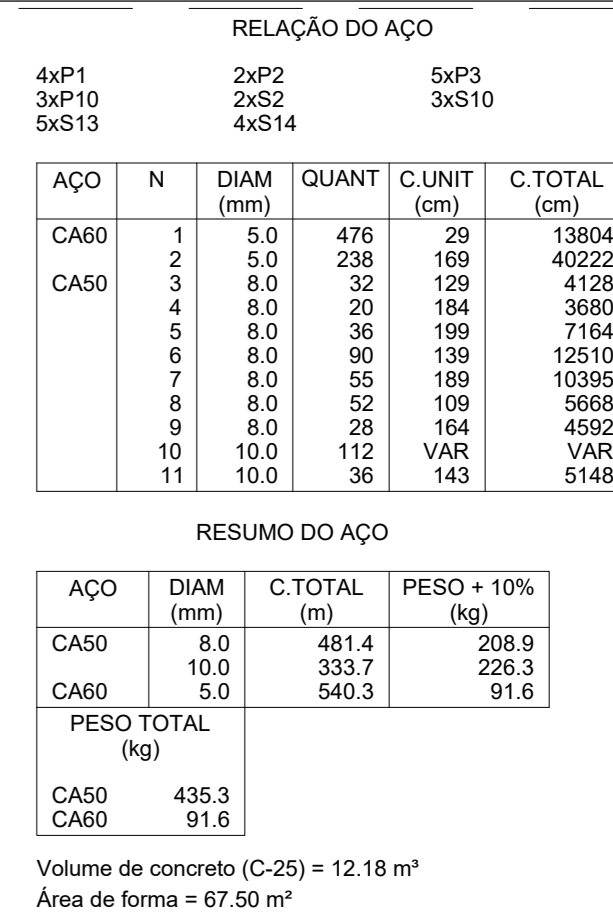 RELAÇÃO DO AÇO
4xP1 2xP2 5xP3
3xP10 2xS2 3xS10
5xS13 4xS14
AÇO N DIAM QUANT C.UNIT C.TOTAL
(mm) (cm) (cm)
CA60 1 5.0 476 29 13804
2 5.0 238 169 40222
CA50 3 8.0 32 129 4128
4 8.0 20 184 3680
5 8.0 36 199 7164
6 8.0 90 139 12510
7 8.0 55 189 10395
8 8.0 52 109 5668
9 8.0 28 164 4592
10 10.0 112 VAR VAR
11 10.0 36 143 5148
RESUMO DO AÇO
AÇO DIAM C.TOTAL PESO + 10%
(mm) (m) (kg)
CA50 8.0 481.4 208.9
10.0 333.7 226.3
CA60 5.0 540.3 91.6
PESO TOTAL
(kg)
CA50 435.3
CA60 91.6
Volume de concreto (C-25) = 12.18 m³
Área de forma = 67.50 m²